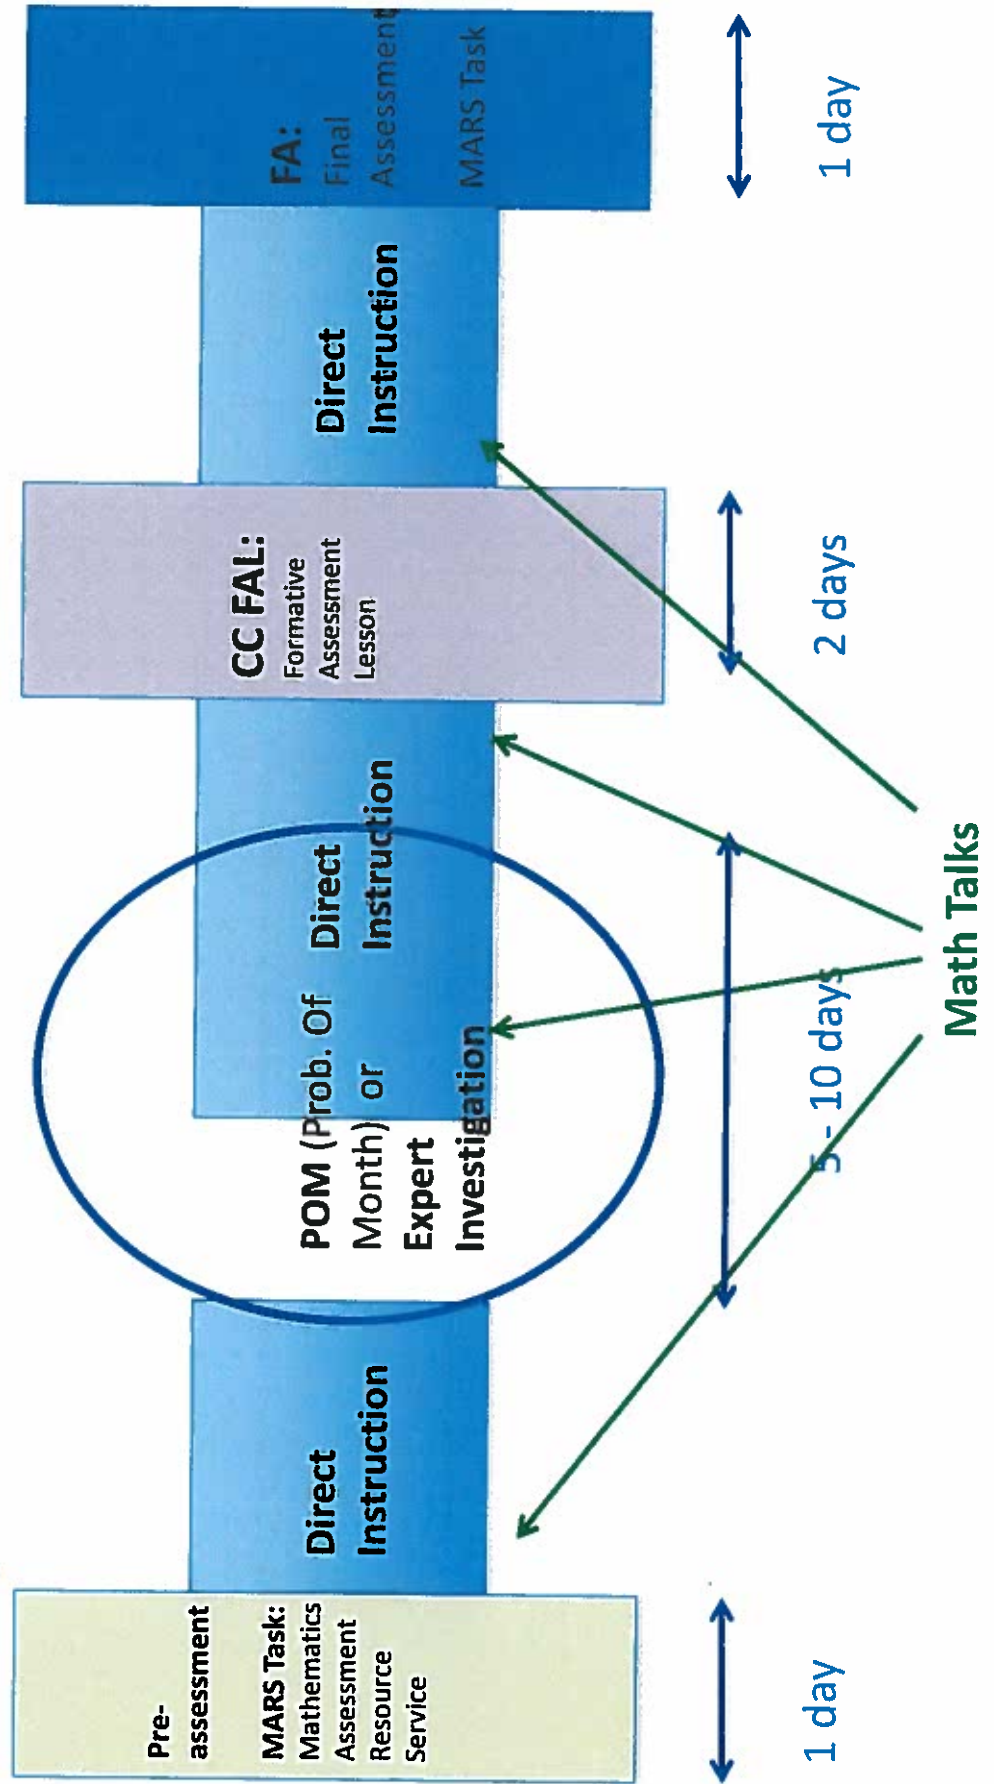 Pre-
assessment
MARS Task:
Mathematics
Assessment
Resource
Service
Direct
Instruction
POM (Prob. Of
Month) or
Expert
Investigation
Direct
Instruction
CC FAL:
Formative
Assessment
Lesson
Direct
Instruction
FA:
Final
Assessment
MARS Task
1 day
5 - 10 days
2 days
1 day
Math Talks